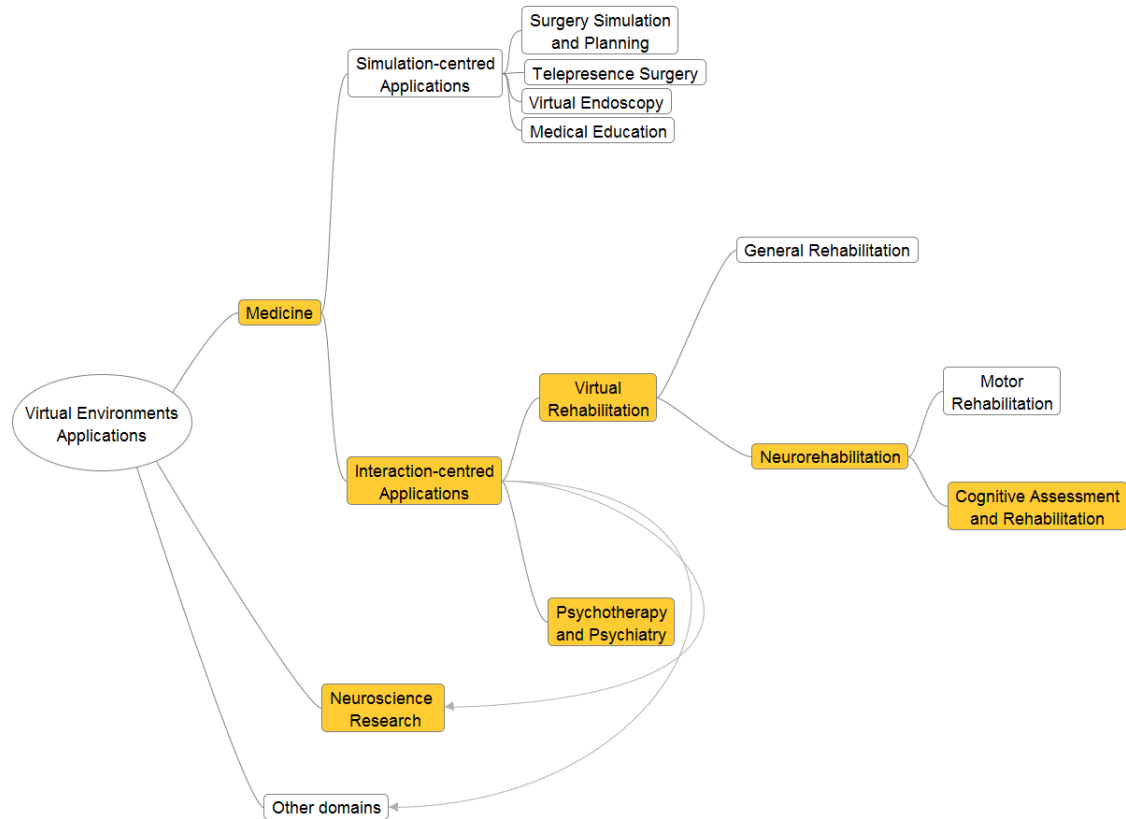 Surgery Simulation
and Planning
Simulation-centred
Applications
Telepresence Surgery
Virtual Endoscopy
Medical Education
General Rehabilitation
Medicine
Virtual
Rehabilitation
Motor
Rehabilitation
Virtual Environments
Applications
Interaction-centred
Applications
Neurorehabilitation
Cognitive Assessment
and Rehabilitation
Psychotherapy
and Psychiatry
Neuroscience
Research
Other domains